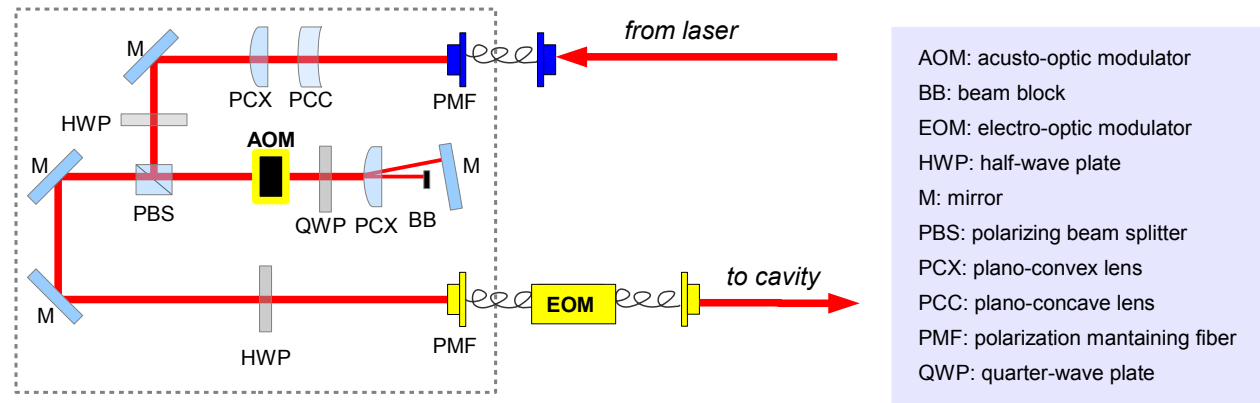 from laser
M
PCX
PCC
PMF
HWP
AOM
M
M
PBS
QWP
PCX
BB
to cavity
EOM
M
HWP
PMF
AOM: acusto-optic modulator
BB: beam block
EOM: electro-optic modulator
HWP: half-wave plate
M: mirror
PBS: polarizing beam splitter
PCX: plano-convex lens
PCC: plano-concave lens
PMF: polarization mantaining fiber
QWP: quarter-wave plate